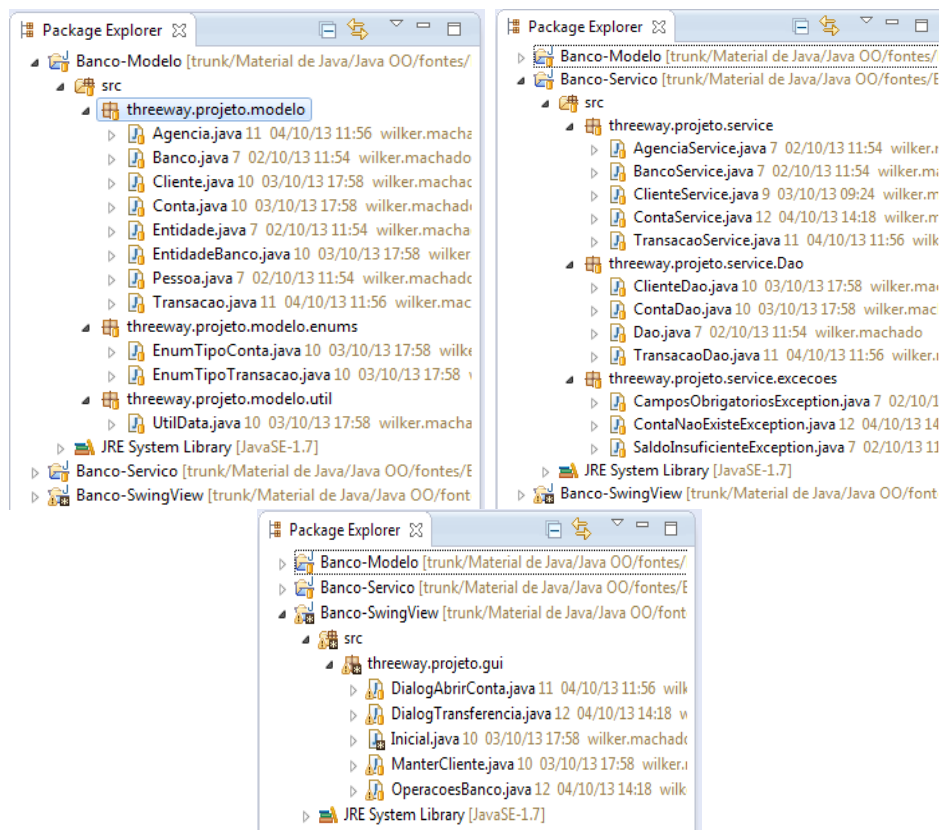 Package Explorer
Banco-Modelo [trunk/Material de Java/Java OO/fontes/
src
threeway.projeto.modelo
Agencia.java 11 04/10/13 11:56 wilker.macha
Banco.java 7 02/10/13 11:54 wilker.machado
Cliente.java 10 03/10/13 17:58 wilker.machac
Conta.java 10 03/10/13 17:58 wilker.machad
Entidade.java 7 02/10/13 11:54 wilker.macha
EntidadeBanco.java 10 03/10/13 17:58 wilker
Pessoa.java 7 02/10/13 11:54 wilker.machadc
Transacao.java 11 04/10/13 11:56 wilker.mac
threeway.projeto.modelo.enums
EnumTipoConta.java 10 03/10/13 17:58 wilke
EnumTipoTransacao.java 10 03/10/13 17:58
threeway.projeto.modelo.util
UtilData.java 10 03/10/13 17:58 wilker.macha
JRE System Library [JavaSE-1.7]
Banco-Servico [trunk/Material de Java/Java OO/fontes/E
Banco-SwingView [trunk/Material de Java/Java OO/font
Package Explorer
Banco-Modelo [trunk/Material de Java/Java OO/fontes/
Banco-Servico [trunk/Material de Java/Java OO/fontes/E
src
threeway.projeto.service
AgenciaService.java 7 02/10/13 11:54 wilker.r
BancoService.java 7 02/10/13 11:54 wilker.ma
ClienteService.java 9 03/10/13 09:24 wilker.m
ContaService.java 12 04/10/13 14:18 wilker.m
TransacaoService.java 11 04/10/13 11:56 wilk
threeway.projeto.service.Dao
ClienteDao.java 10 03/10/13 17:58 wilker.ma
ContaDao.java 10 03/10/13 17:58 wilker.mac
Dao.java 7 02/10/13 11:54 wilker.machado
TransacaoDao.java 11 04/10/13 11:56 wilker.r
threeway.projeto.service.excecoes
CamposObrigatoriosException.java 7 02/10/1
ContaNaoExisteException.java 12 04/10/13 14
SaldoInsuficienteException.java 7 02/10/13 11
JRE System Library [JavaSE-1.7]
Banco-SwingView [trunk/Material de Java/Java OO/font
Package Explorer
Banco-Modelo [trunk/Material de Java/Java OO/fontes/
Banco-Servico [trunk/Material de Java/Java OO/fontes/E
Banco-SwingView [trunk/Material de Java/Java OO/font
src
threeway.projeto.gui
DialogAbrirConta.java 11 04/10/13 11:56 wilk
DialogTransferencia.java 12 04/10/13 14:18 w
Inicial.java 10 03/10/13 17:58 wilker.machadc
ManterCliente.java 10 03/10/13 17:58 wilker.r
OperacoesBanco.java 12 04/10/13 14:18 wilk
JRE System Library [JavaSE-1.7]